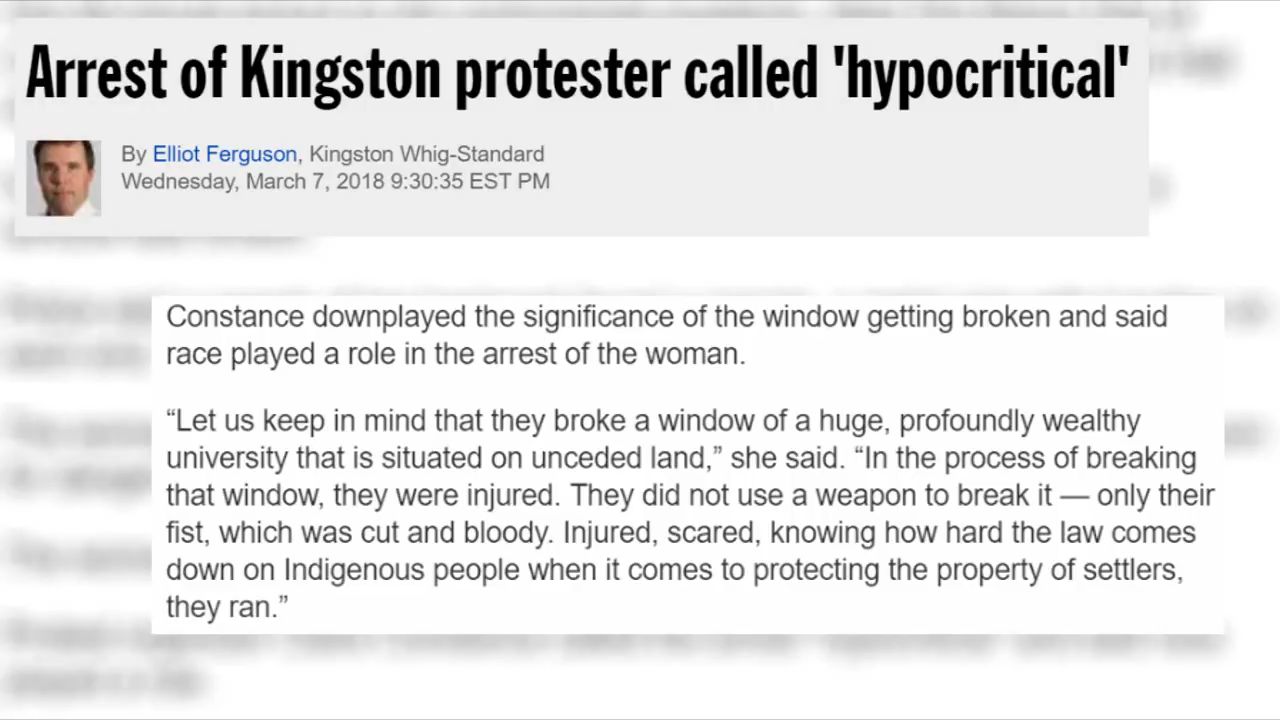 Arrest of Kingston protester called 'hypocritical'
By Elliot Ferguson, Kingston Whig-Standard
Wednesday, March 7, 2018 9:30:35 EST PM
Constance downplayed the significance of the window getting broken and said
race played a role in the arrest of the woman.
“Let us keep in mind that they broke a window of a huge, profoundly wealthy
university that is situated on unceded land,” she said. “In the process of breaking
that window, they were injured. They did not use a weapon to break it — only their
fist, which was cut and bloody. Injured, scared, knowing how hard the law comes
down on Indigenous people when it comes to protecting the property of settlers,
they ran.”